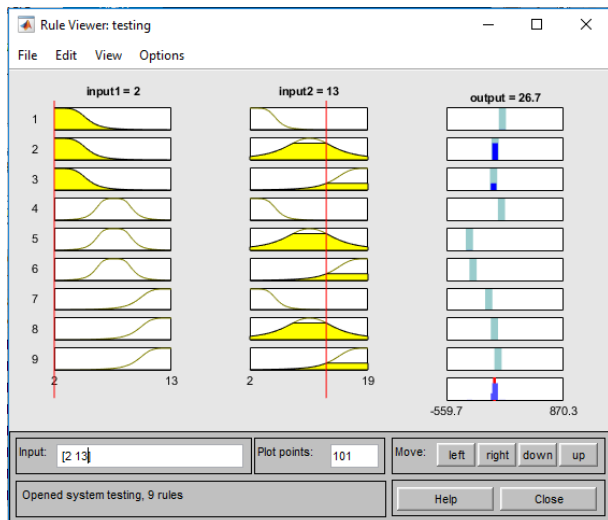 Rule Viewer: testing
File Edit View Options
input1 = 2 input2 = 13 output = 26.7
1
2
3
4
5
6
7
8
9
2 13 2 19
-559.7 870.3
Input: [2 13] Plot points: 101 Move: left right down up
Opened system testing, 9 rules Help Close